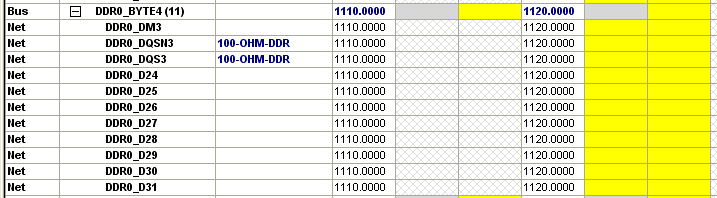 Bus DDR0_BYTE4 (11) 1110.0000 1120.0000
Net DDR0_DM3 1110.0000 1120.0000
Net DDR0_DQSN3 100-OHM-DDR 1110.0000 1120.0000
Net DDR0_DQS3 100-OHM-DDR 1110.0000 1120.0000
Net DDR0_D24 1110.0000 1120.0000
Net DDR0_D25 1110.0000 1120.0000
Net DDR0_D26 1110.0000 1120.0000
Net DDR0_D27 1110.0000 1120.0000
Net DDR0_D28 1110.0000 1120.0000
Net DDR0_D29 1110.0000 1120.0000
Net DDR0_D30 1110.0000 1120.0000
Net DDR0_D31 1110.0000 1120.0000